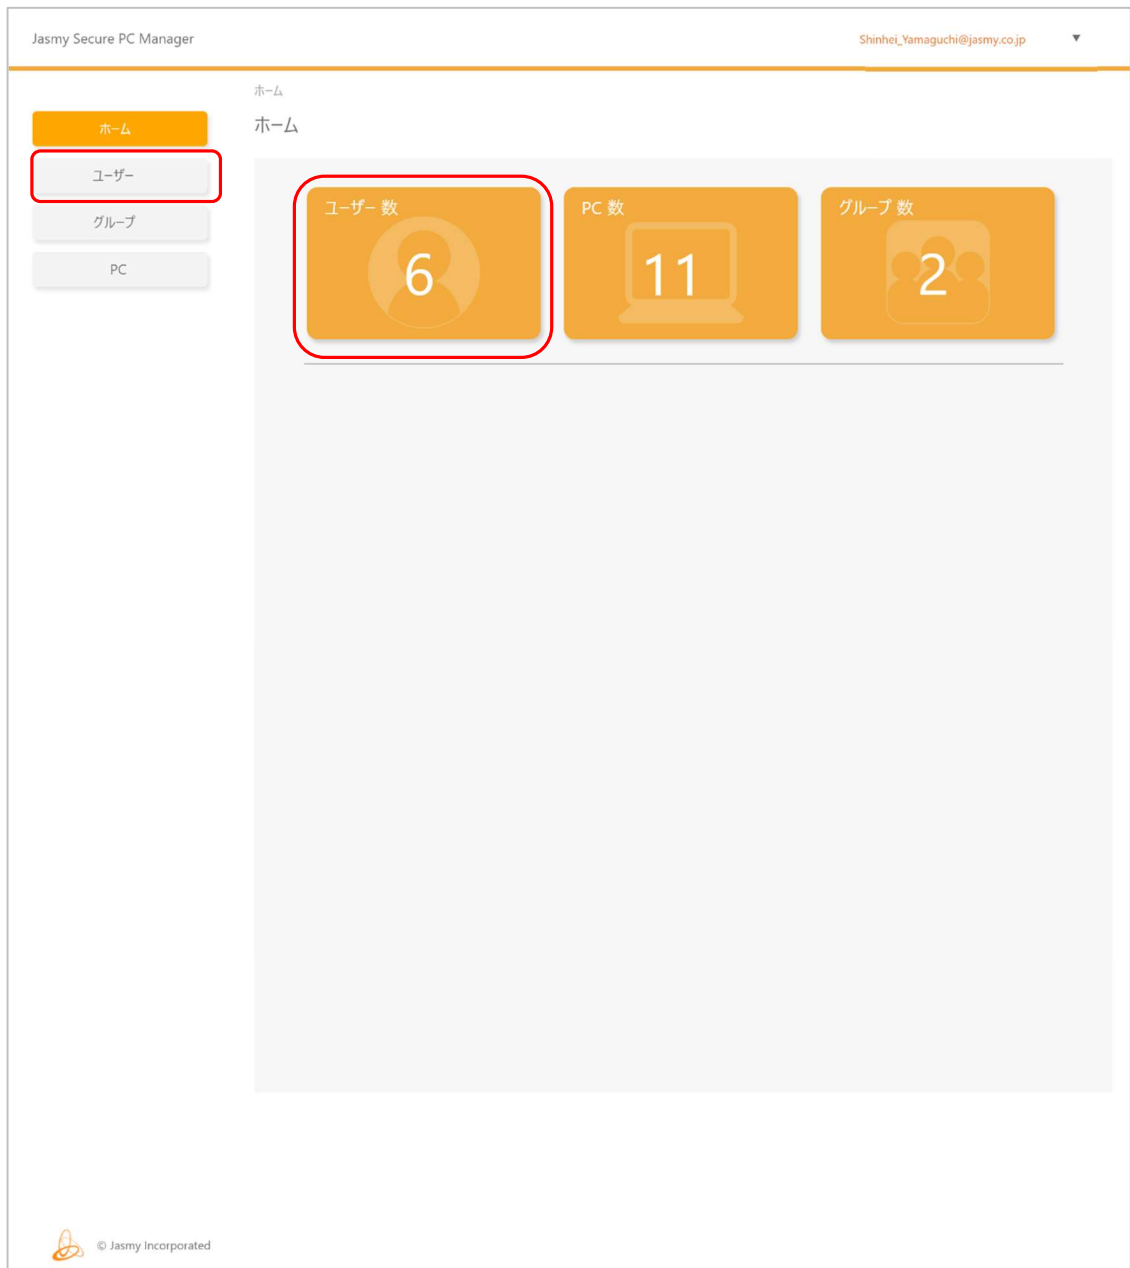 Jasmy Secure PC Manager
Shinhei_Yamaguchi@jasmy.co.jp ▼
ホーム
ホーム
ホーム
ユーザー
グループ
PC
ユーザー 数
6
PC 数
11
グループ 数
2
© Jasmy Incorporated